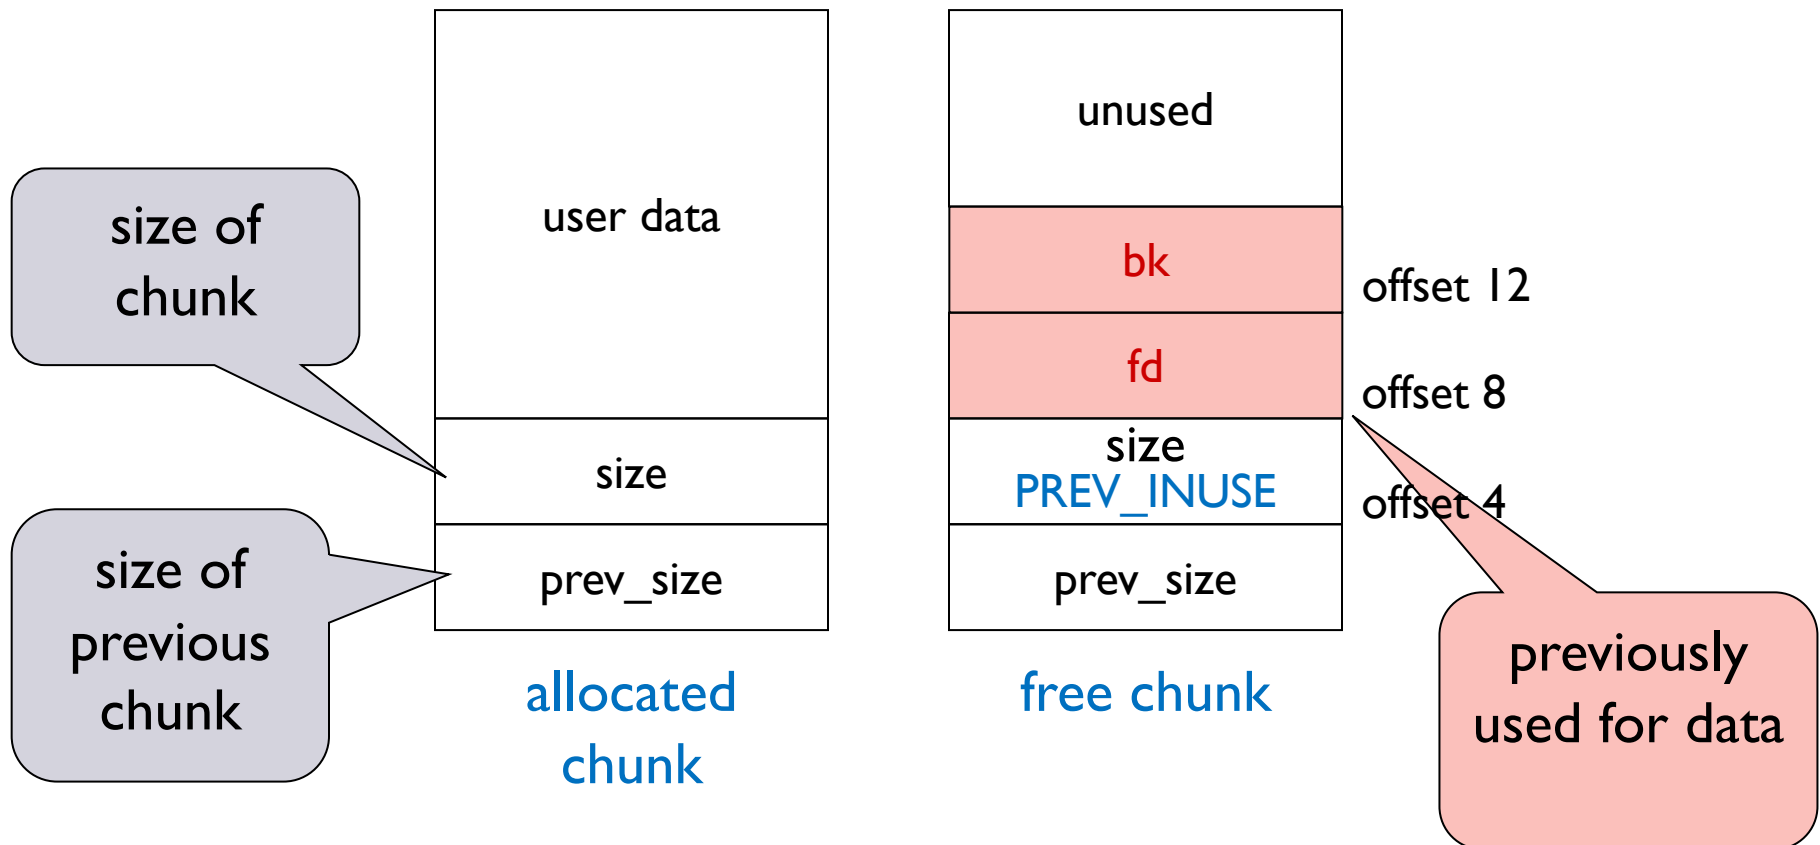 size of
chunk
size of
previous
chunk
user data
size
prev_size
allocated
chunk
unused
bk
fd
size
PREV_INUSE
prev_size
free chunk
offset 12
offset 8
offset 4
previously
used for data